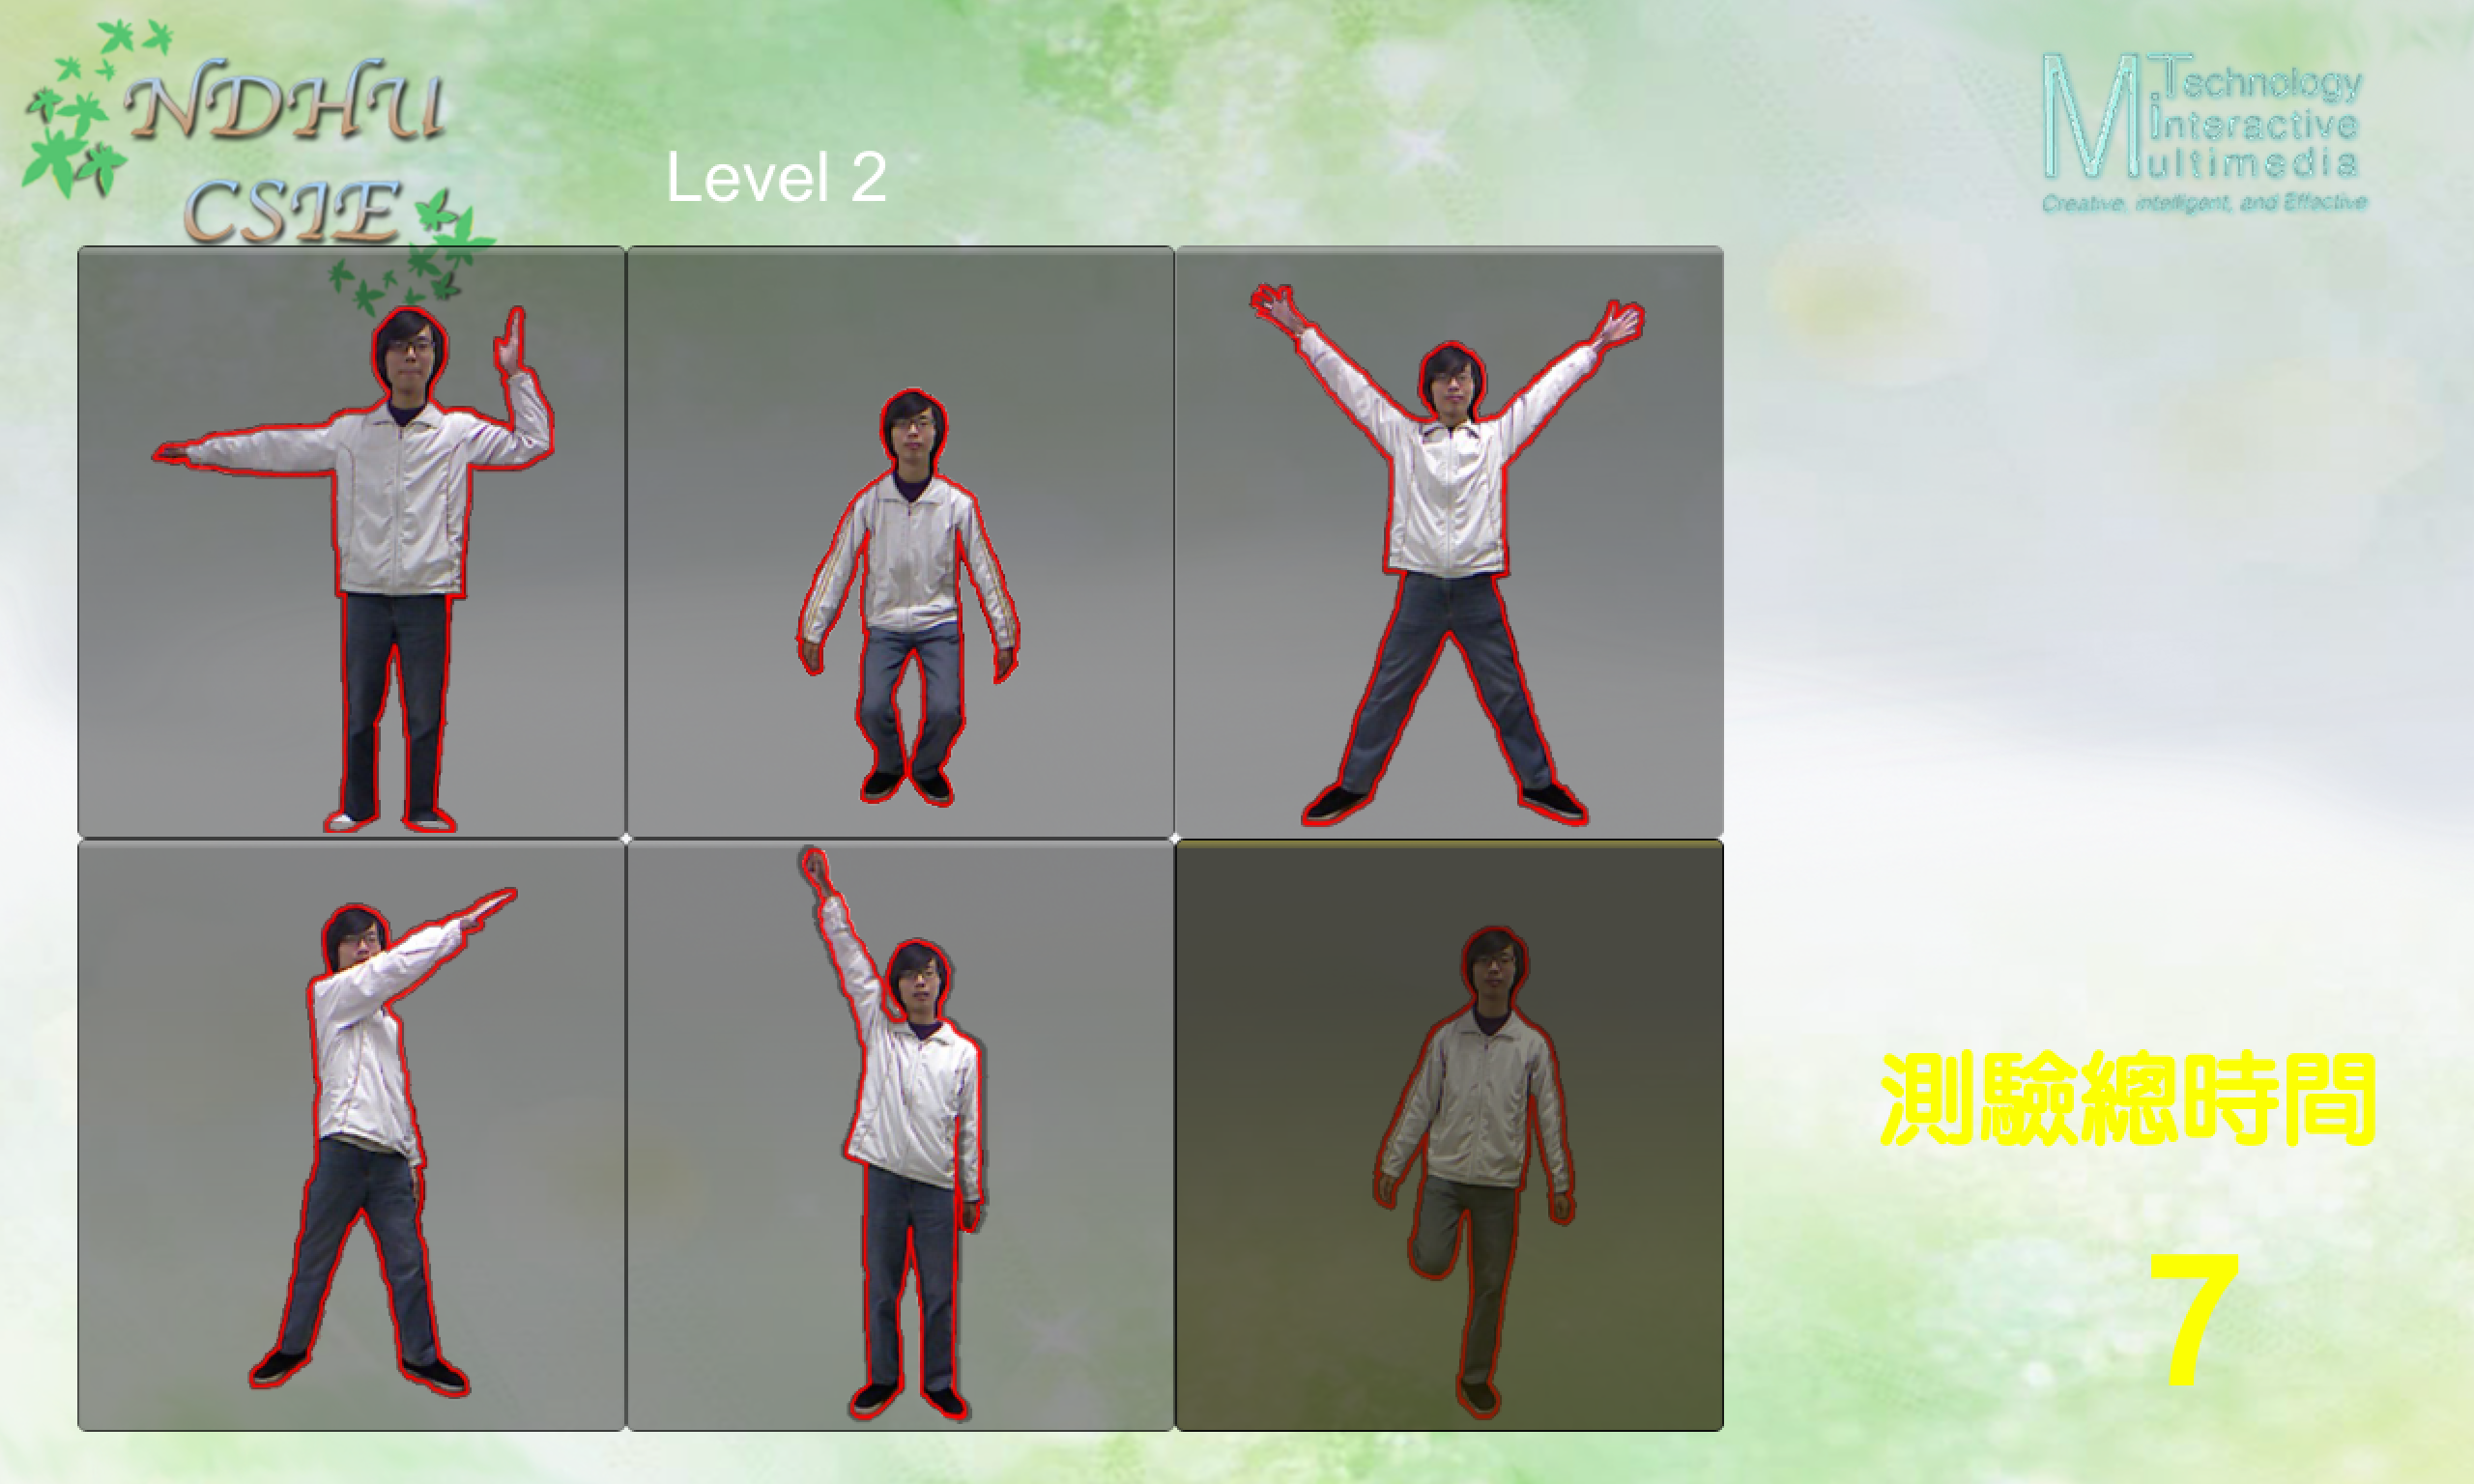 NDHU
CSIE
Level 2
Technology
Interactive
Multimedia
Creative, intelligent, and Effective
測驗總時間
7